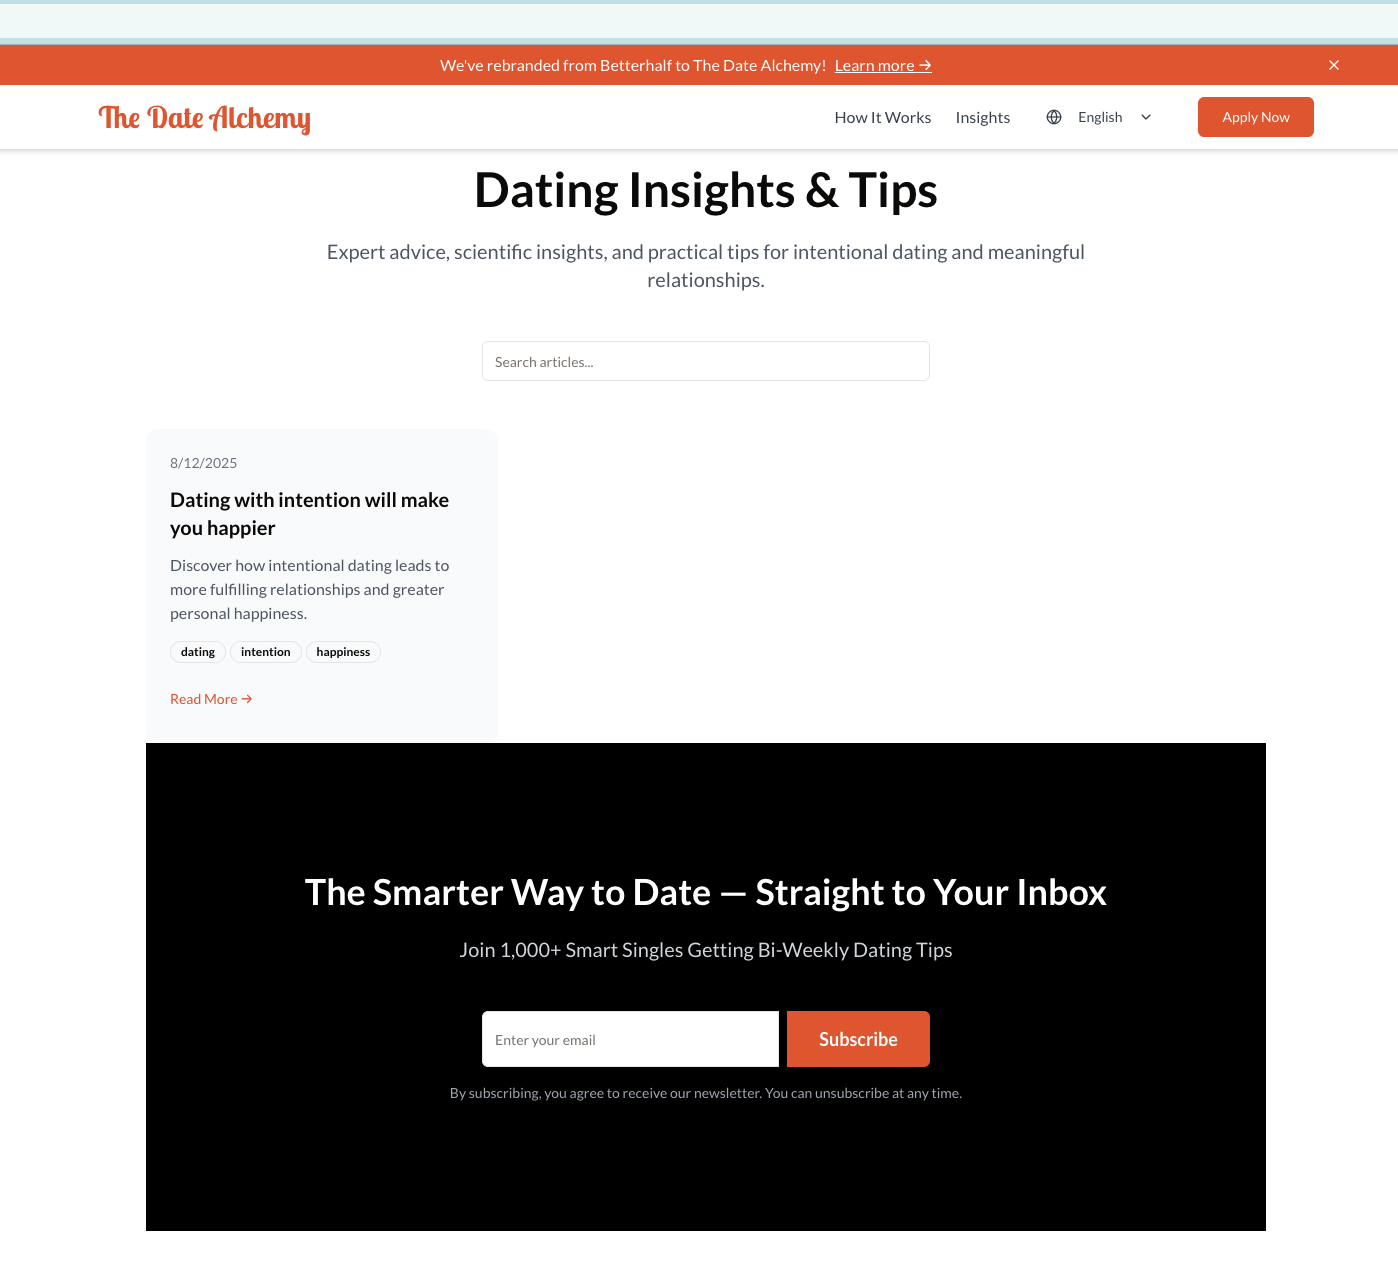 We've rebranded from Betterhalf to The Date Alchemy! Learn more →
The Date Alchemy
How It Works Insights English Apply Now
Dating Insights & Tips
Expert advice, scientific insights, and practical tips for intentional dating and meaningful
relationships.
Search articles...
8/12/2025
Dating with intention will make
you happier
Discover how intentional dating leads to
more fulfilling relationships and greater
personal happiness.
dating intention happiness
Read More →
The Smarter Way to Date — Straight to Your Inbox
Join 1,000+ Smart Singles Getting Bi-Weekly Dating Tips
Enter your email Subscribe
By subscribing, you agree to receive our newsletter. You can unsubscribe at any time.